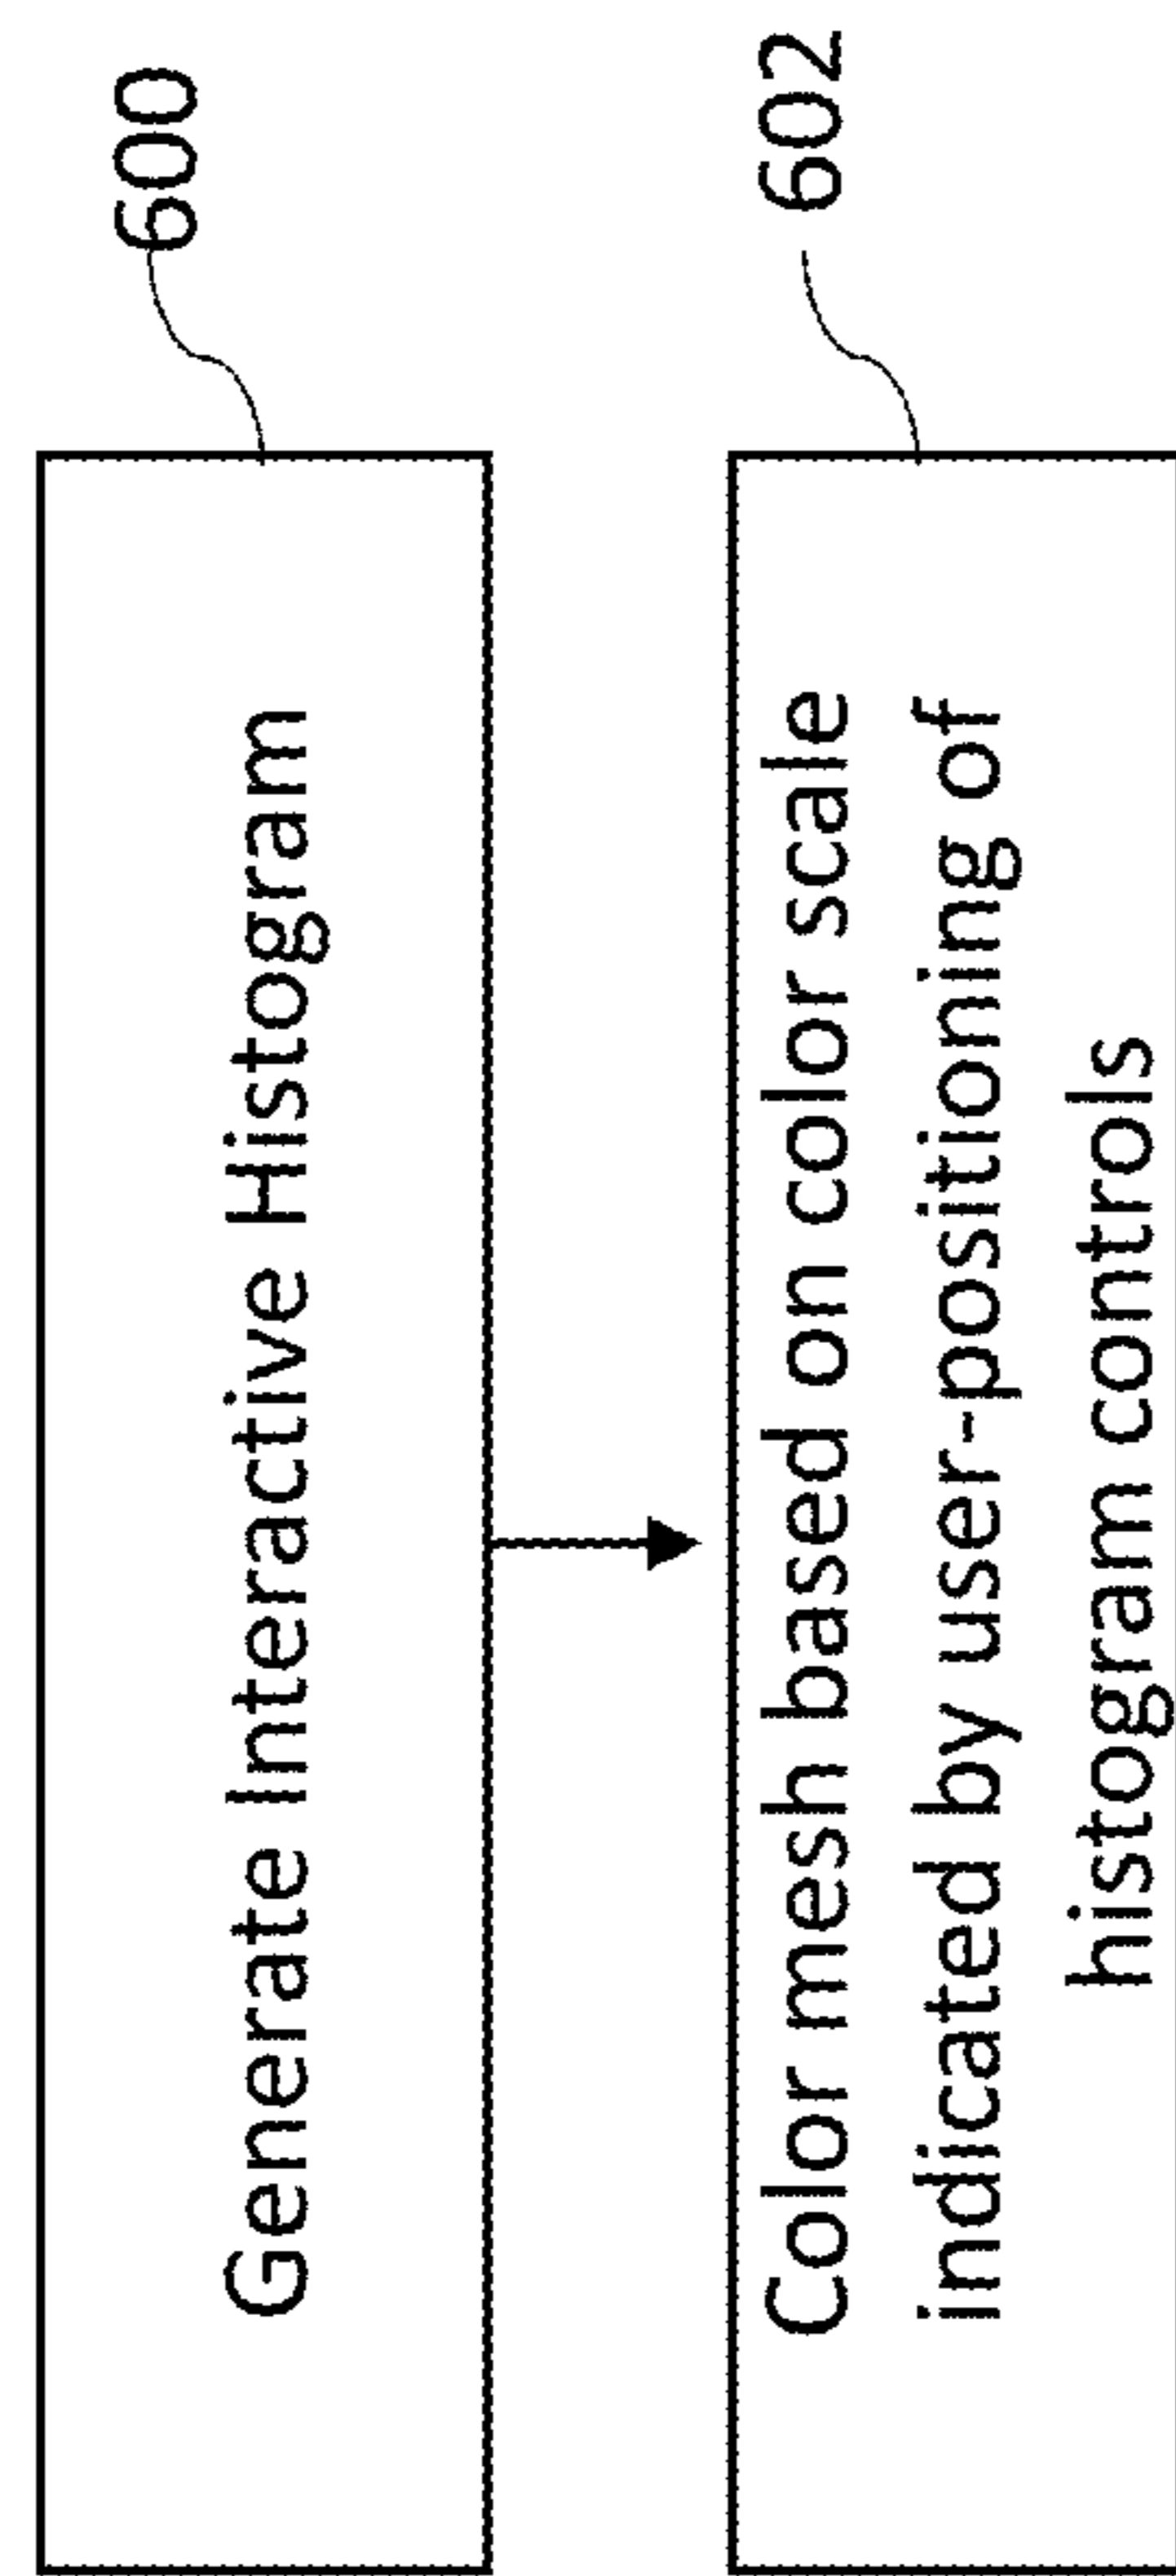 Generate Interactive Histogram
600
Color mesh based on color scale
indicated by user-positioning of
histogram controls
602